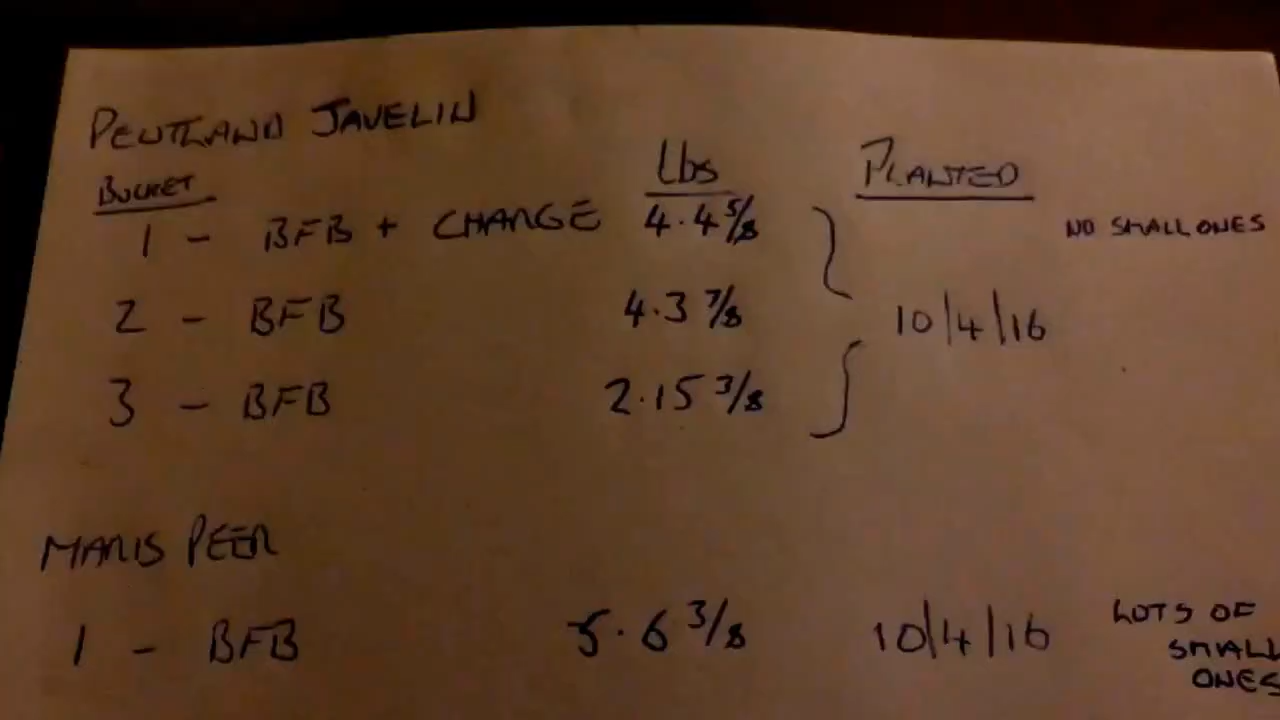 PENTLAND JAVELIN
BUCKET Lbs PLANTED
1 - BFB + CHANGE 4.4 5/8 NO SMALL ONES
2 - BFB 4.3 7/8 10/4/16
3 - BFB 2.15 3/8
MARIS PEER
1 - BFB 5.6 3/8 10/4/16 LOTS OF
SMALL
ONES